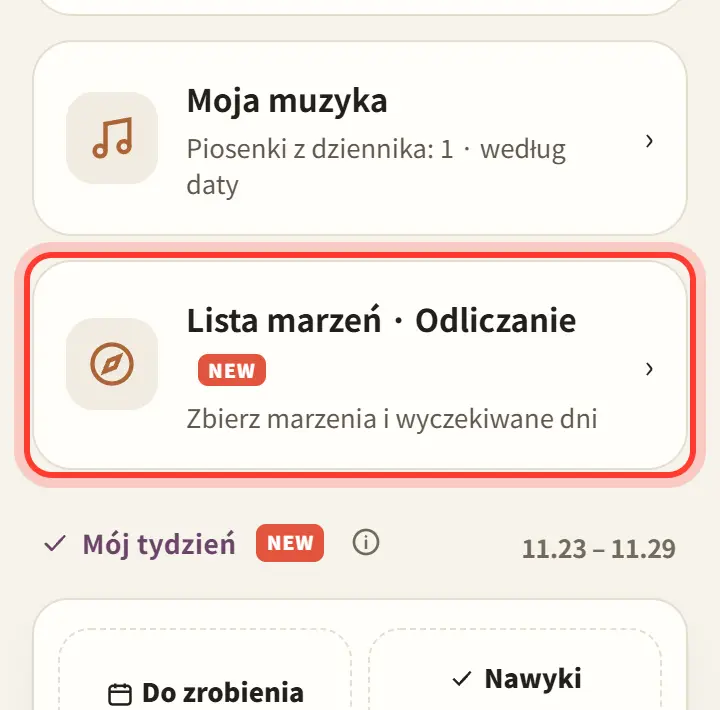 Moja muzyka
Piosenki z dziennika: 1 · według
daty
Lista marzeń · Odliczanie
NEW
Zbierz marzenia i wyczekiwane dni
Mój tydzień NEW 11.23 – 11.29
Do zrobienia
Nawyki